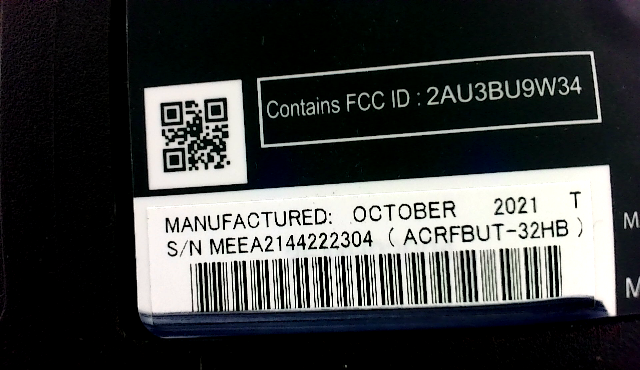 Contains FCC ID : 2AU3BU9W34
MANUFACTURED: OCTOBER 2021 T
S/N MEEA2144222304 ( ACRFBUT-32HB )